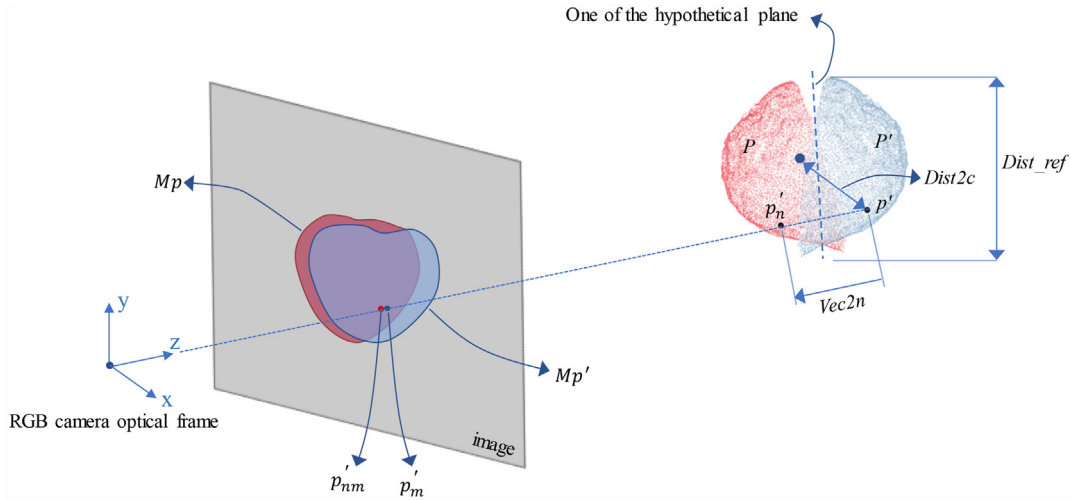 One of the hypothetical plane
P
P'
Dist_ref
Dist2c
Mp
p'n
p'
Vec2n
y
z
x
Mp'
RGB camera optical frame
image
p'nm
p'm